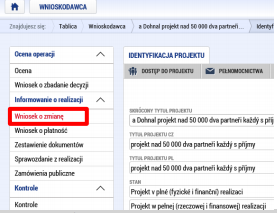 WNIOSKODAWCA
Znajdujesz się:
Tablica
Wnioskodawca
a Dohnal projekt nad 50 000 dva partneři...
Identyf
Ocena operacji
Ocena
Wniosek o zbadanie decyzji
Informowanie o realizacji
Wniosek o zmianę
Wniosek o płatność
Zestawienie dokumentów
Sprawozdanie z realizacji
Zamówienia publiczne
Kontrole
Kontrole
IDENTYFIKACJA PROJEKTU
DOSTĘP DO PROJEKTU
PEŁNOMOCNICTWA
SKRÓCONY TYTUŁ PROJEKTU
a Dohnal projekt nad 50 000 dva partneři každý s příjmy
TYTUŁ PROJEKTU CZ
projekt nad 50 000 dva partneři každý s příjmy
TYTUŁ PROJEKTU PL
projekt nad 50 000 dva partneři každý s příjmy
STAN
Projekt v plné (fyzické i finanční) realizaci
Projekt w pełnej (rzeczowej i finansowej) realizacji